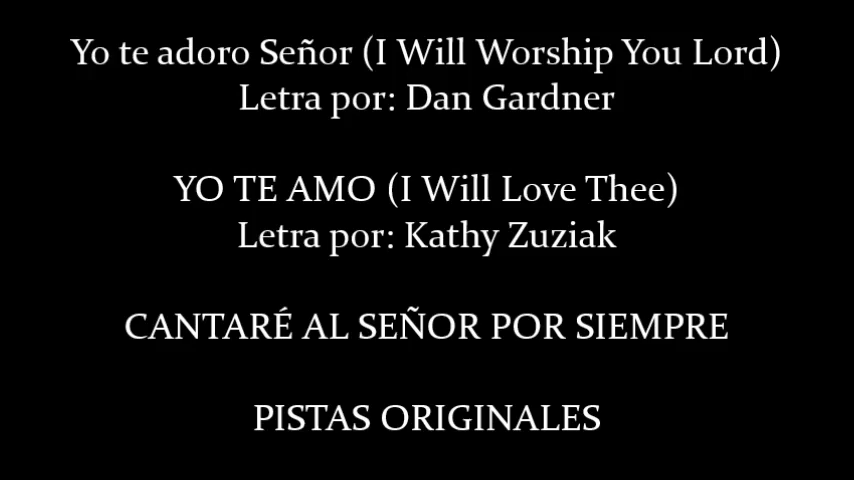 Yo te adoro Señor (I Will Worship You Lord)
Letra por: Dan Gardner
YO TE AMO (I Will Love Thee)
Letra por: Kathy Zuziak
CANTARÉ AL SEÑOR POR SIEMPRE
PISTAS ORIGINALES